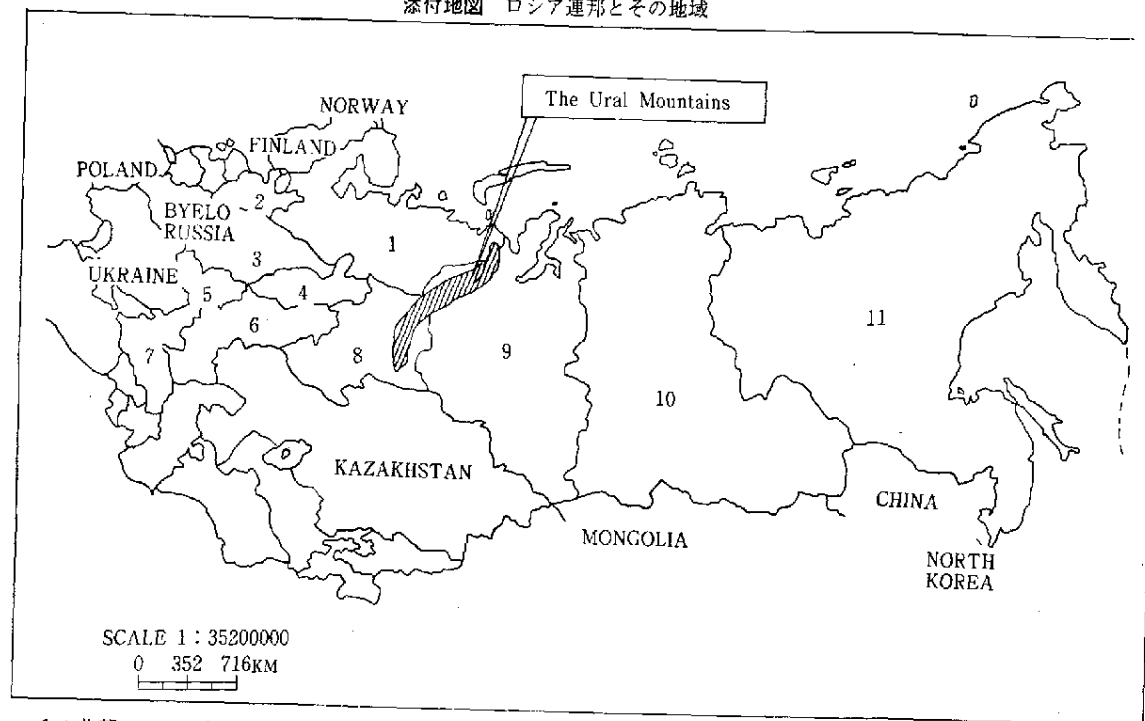 添付地図 ロシア連邦とその地域
The Ural Mountains
NORWAY
FINLAND
POLAND
BYELO-
RUSSIA
UKRAINE
1
2
3
4
5
6
7
8
9
10
11
KAZAKHSTAN
MONGOLIA
CHINA
NORTH
KOREA
SCALE 1 : 35200000
0 352 716KM